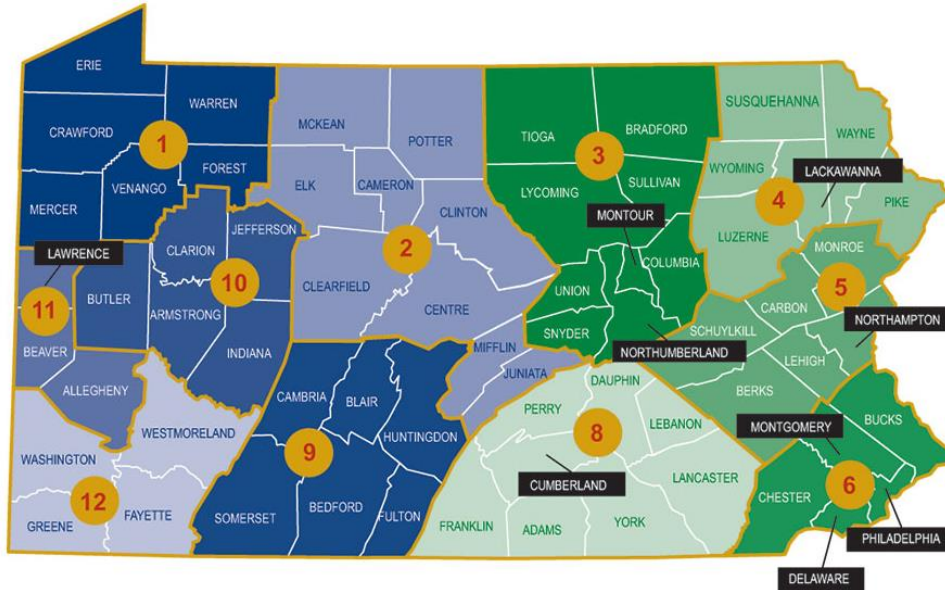 ERIE
WARREN
CRAWFORD
1
FOREST
VENANGO
MERCER
MCKEAN
POTTER
ELK
CAMERON
CLINTON
2
CLEARFIELD
CENTRE
MIFFLIN
JUNIATA
TIOGA
BRADFORD
3
LYCOMING
SULLIVAN
MONTOUR
COLUMBIA
UNION
SNYDER
NORTHUMBERLAND
SUSQUEHANNA
WAYNE
WYOMING
LACKAWANNA
4
PIKE
LUZERNE
MONROE
5
CARBON
NORTHAMPTON
SCHUYLKILL
LEHIGH
BERKS
LAWRENCE
11
BEAVER
ALLEGHENY
JEFFERSON
CLARION
10
BUTLER
ARMSTRONG
INDIANA
CAMBRIA
BLAIR
HUNTINGDON
9
SOMERSET
BEDFORD
FULTON
WESTMORELAND
WASHINGTON
12
GREENE
FAYETTE
DAUPHIN
PERRY
8
LEBANON
CUMBERLAND
LANCASTER
FRANKLIN
ADAMS
YORK
BUCKS
MONTGOMERY
6
CHESTER
PHILADELPHIA
DELAWARE